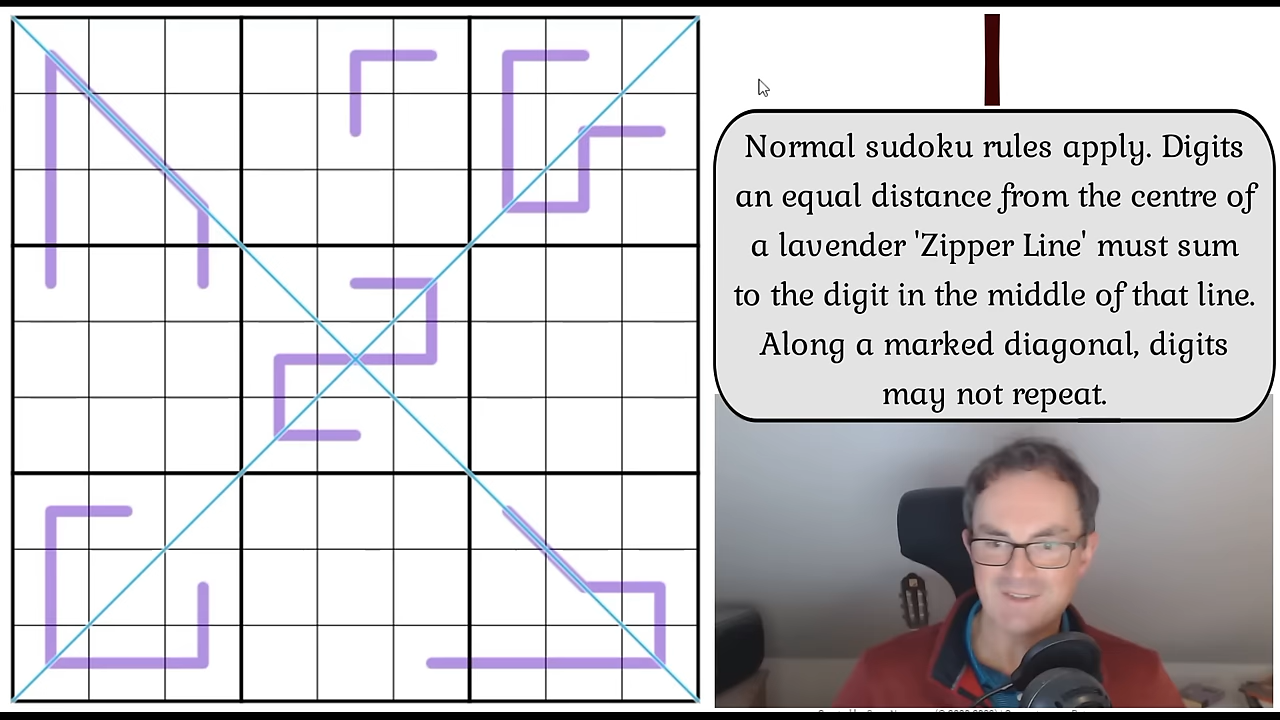 Normal sudoku rules apply. Digits
an equal distance from the centre of
a lavender 'Zipper Line' must sum
to the digit in the middle of that line.
Along a marked diagonal, digits
may not repeat.